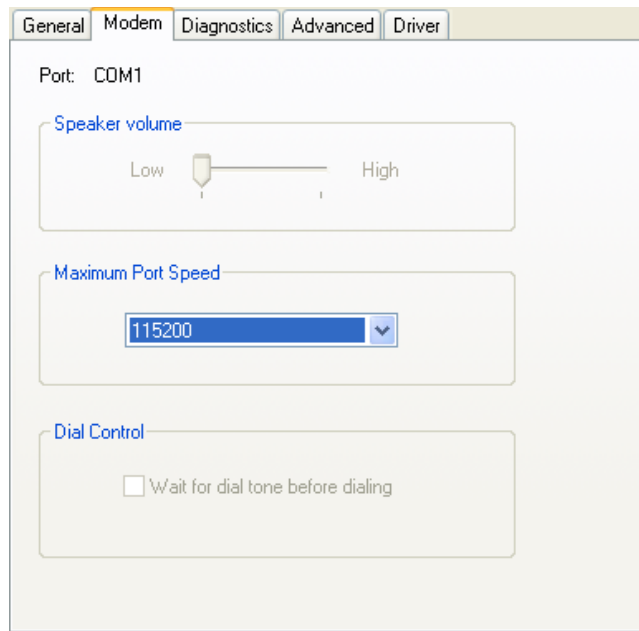 General Modem Diagnostics Advanced Driver
Port: COM1
Speaker volume
Low High
Maximum Port Speed
115200
Dial Control
Wait for dial tone before dialing